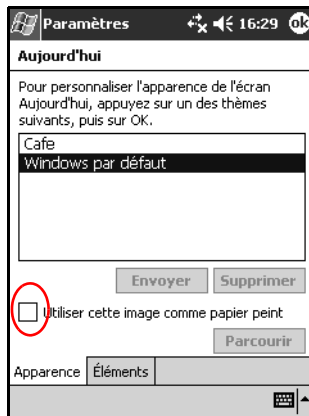 Paramètres 16:29 ok
Aujourd'hui
Pour personnaliser l'apparence de l'écran
Aujourd'hui, appuyez sur un des thèmes
suivants, puis sur OK.
Cafe
Windows par défaut
Envoyer Supprimer
Utiliser cette image comme papier peint
Parcourir
Apparence Éléments